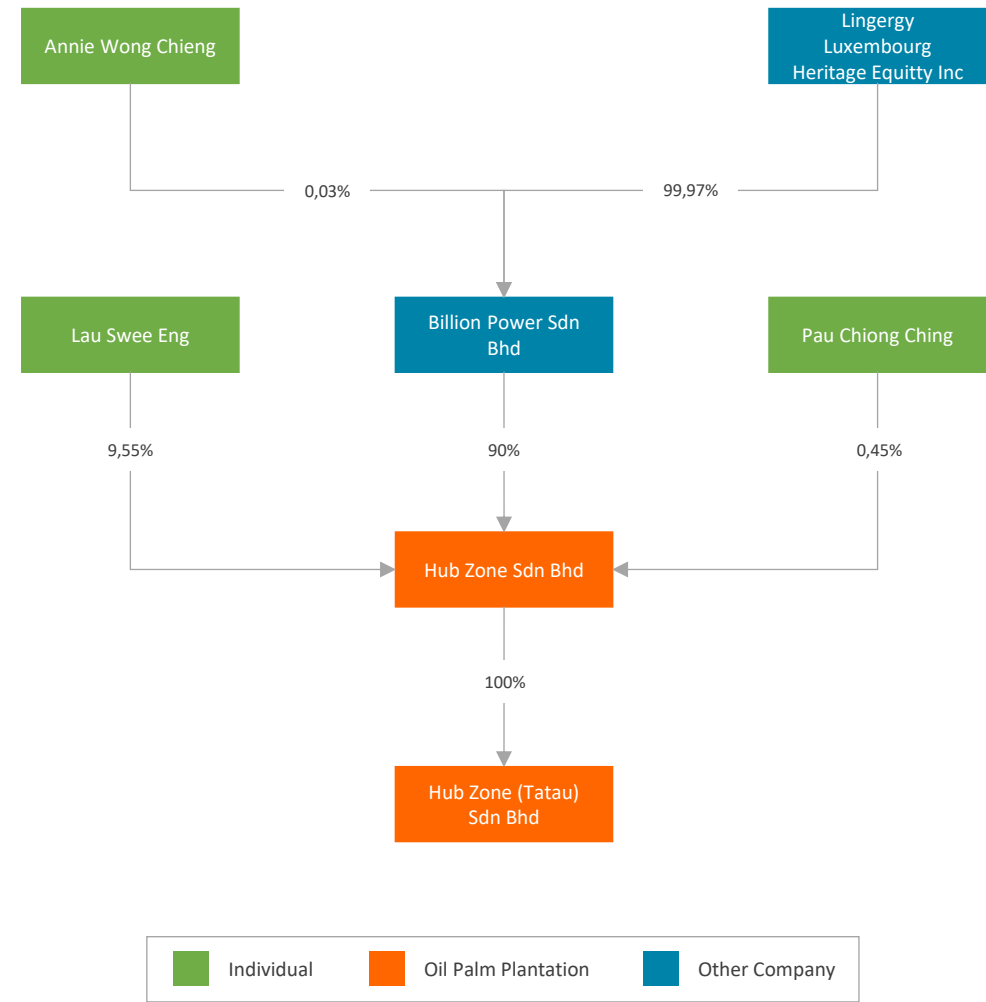 Annie Wong Chieng
Lingergy
Luxembourg
Heritage Equitty Inc
0,03%
99,97%
Lau Swee Eng
Billion Power Sdn
Bhd
Pau Chiong Ching
9,55%
90%
0,45%
Hub Zone Sdn Bhd
100%
Hub Zone (Tatau)
Sdn Bhd
Individual
Oil Palm Plantation
Other Company